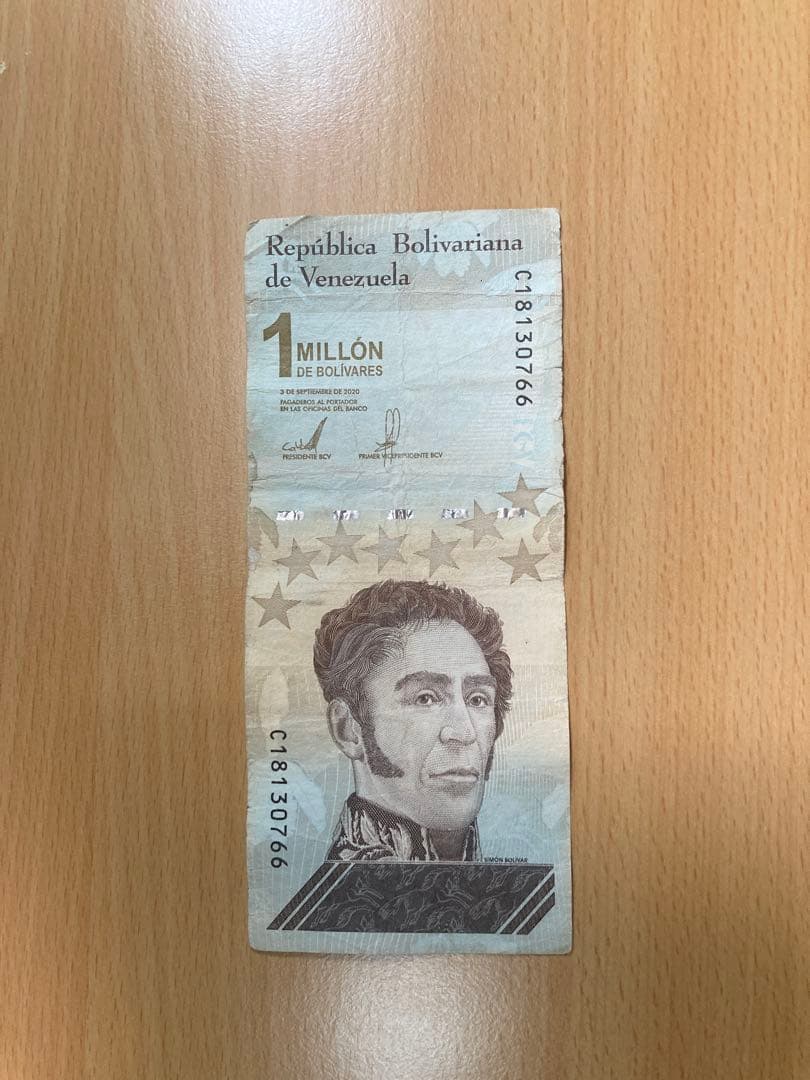 República Bolivariana
de Venezuela
C18130766
1 MILLÓN
DE BOLÍVARES
3 DE SEPTIEMBRE DE 2020
PAGADEROS AL PORTADOR
EN LAS OFICINAS DEL BANCO
PRESIDENTE BCV
PRIMER VICEPRESIDENTE BCV
C18130766
SIMÓN BOLÍVAR